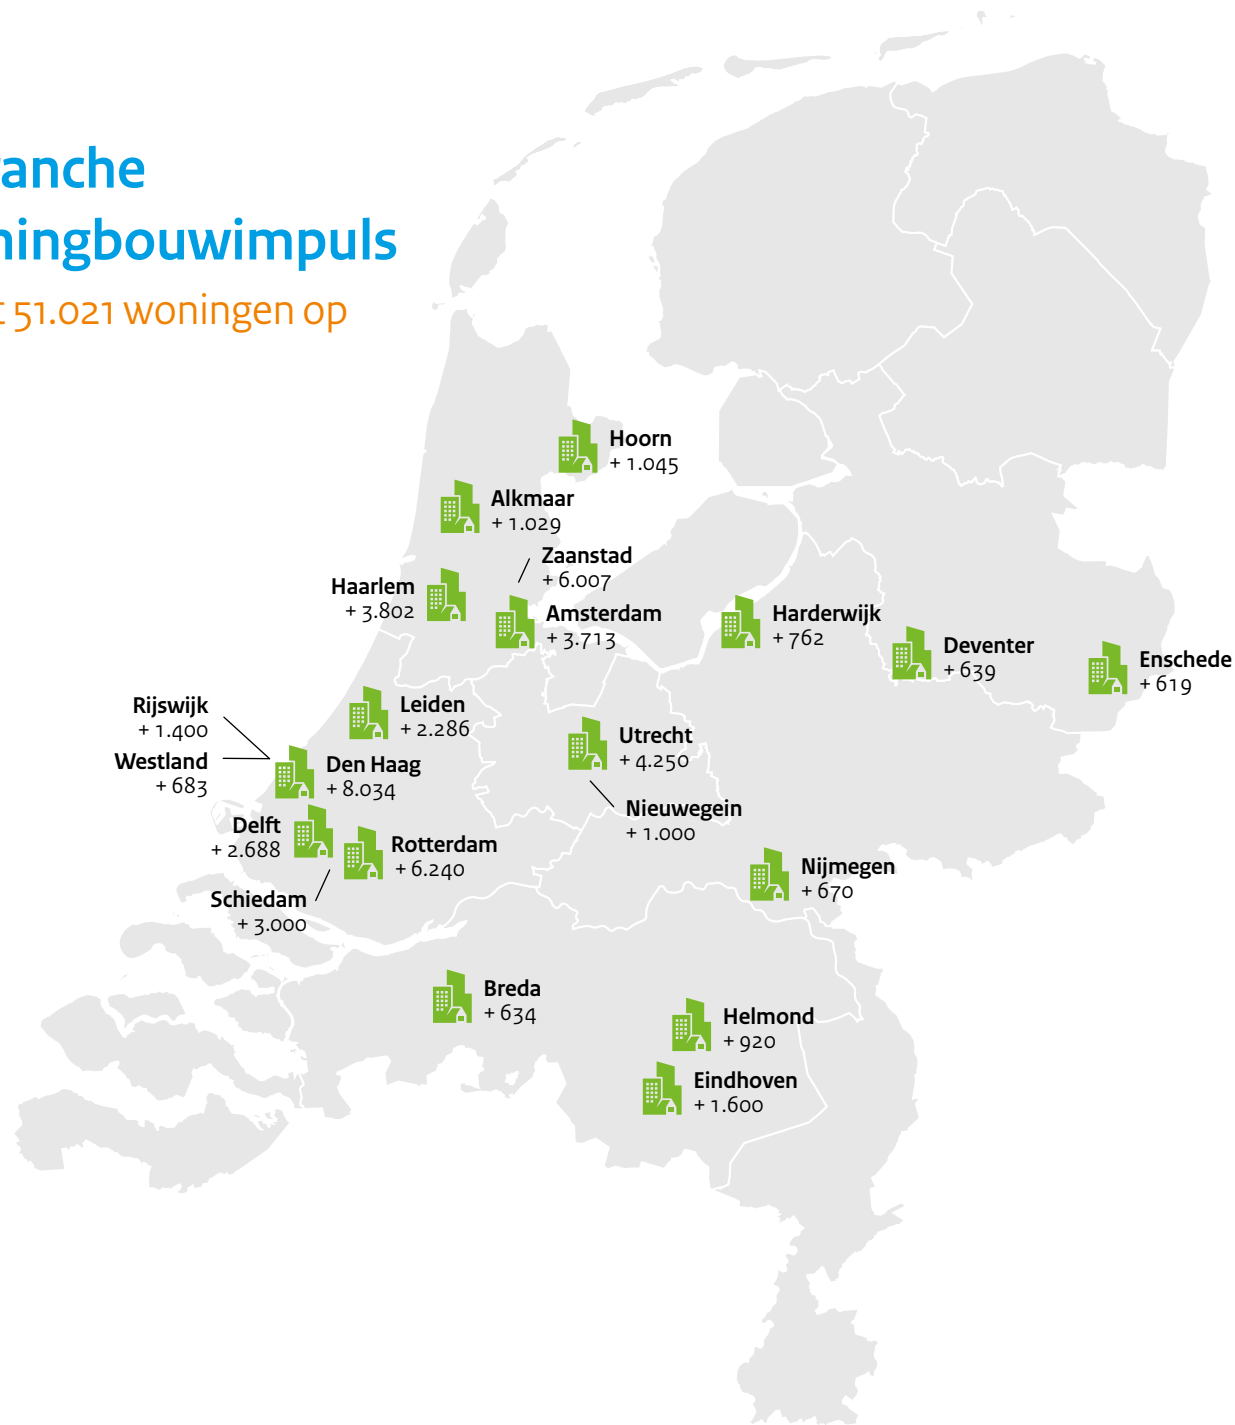 anche
ningbouwimpuls
t 51.021 woningen op
Hoorn
+ 1.045
Alkmaar
+ 1.029
Zaanstad
+ 6.007
Haarlem
+ 3.802
Amsterdam
+ 3.713
Harderwijk
+ 762
Deventer
+ 639
Enschede
+ 619
Rijswijk
+ 1.400
Leiden
+ 2.286
Westland
+ 683
Den Haag
+ 8.034
Utrecht
+ 4.250
Nieuwegein
+ 1.000
Delft
+ 2.688
Rotterdam
+ 6.240
Schiedam
+ 3.000
Nijmegen
+ 670
Breda
+ 634
Helmond
+ 920
Eindhoven
+ 1.600